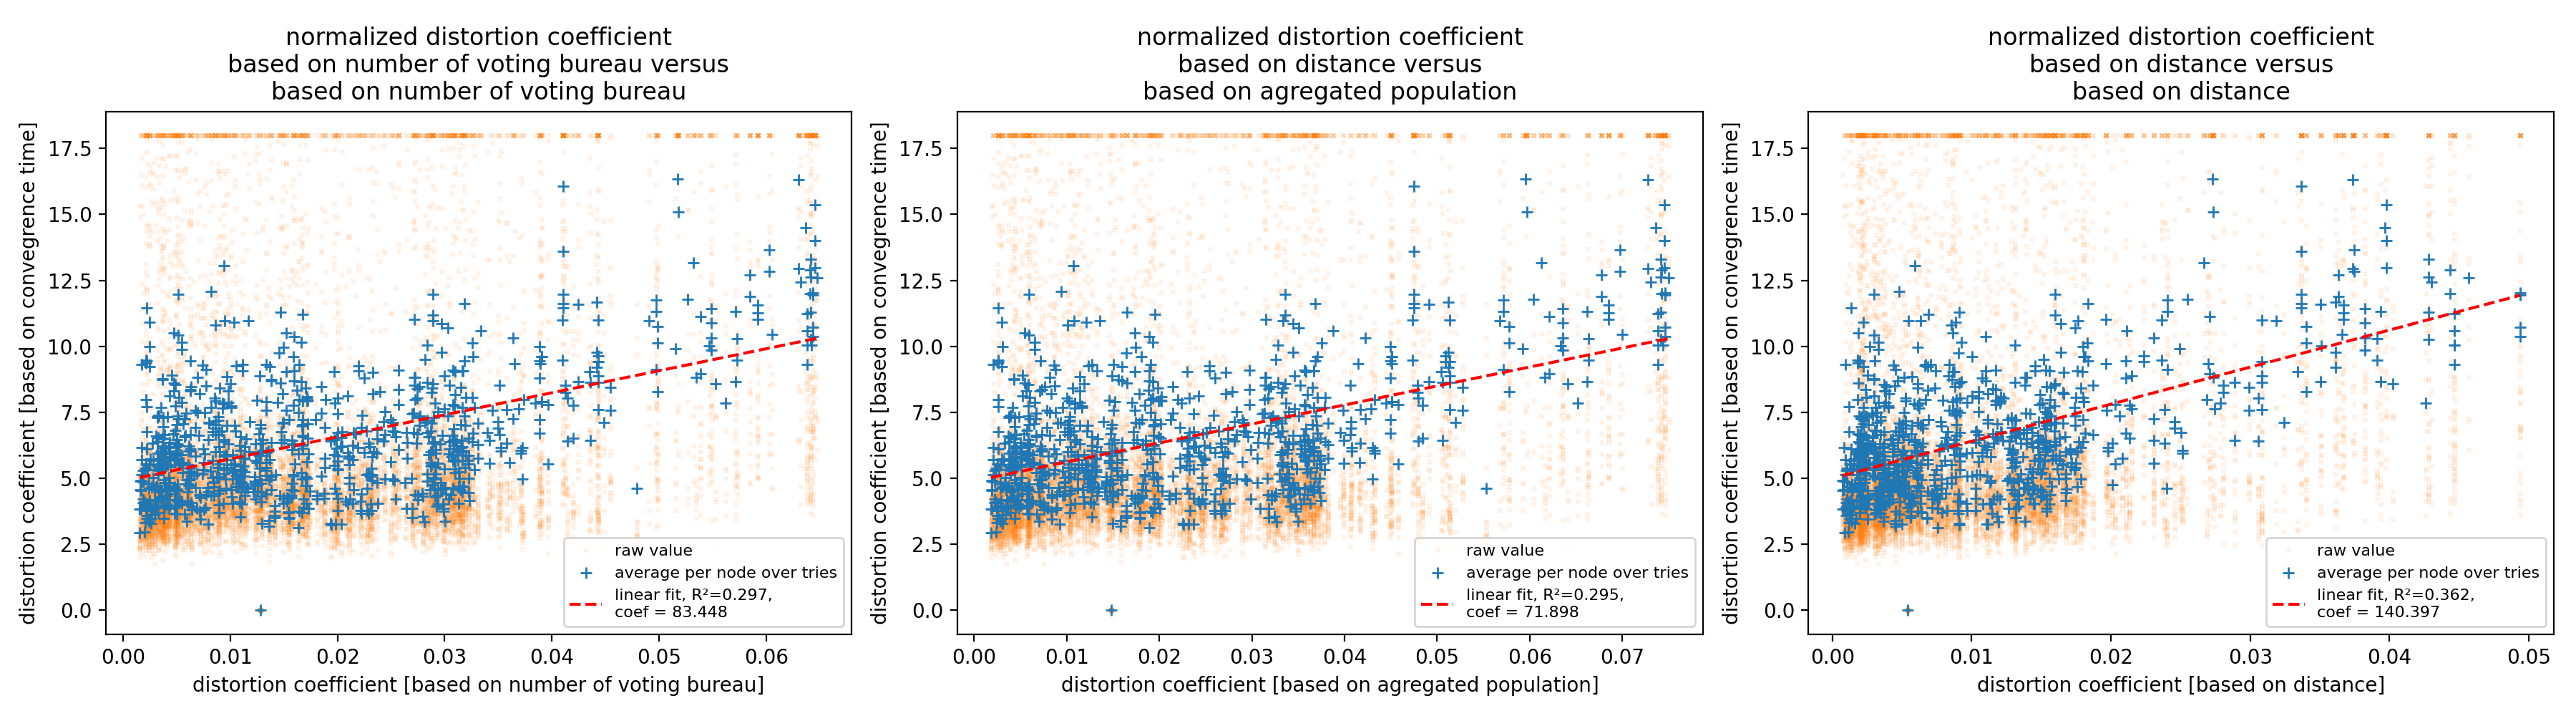 normalized distortion coefficient
based on number of voting bureau versus
based on number of voting bureau
distortion coefficient [based on convegrence time]
17.5
15.0
12.5
10.0
7.5
5.0
2.5
0.0
raw value
average per node over tries
linear fit, R²=0.297,
coef = 83.448
0.00 0.01 0.02 0.03 0.04 0.05 0.06
distortion coefficient [based on number of voting bureau]
normalized distortion coefficient
based on distance versus
based on agregated population
distortion coefficient [based on convegrence time]
17.5
15.0
12.5
10.0
7.5
5.0
2.5
0.0
raw value
average per node over tries
linear fit, R²=0.295,
coef = 71.898
0.00 0.01 0.02 0.03 0.04 0.05 0.06 0.07
distortion coefficient [based on agregated population]
normalized distortion coefficient
based on distance versus
based on distance
distortion coefficient [based on convegrence time]
17.5
15.0
12.5
10.0
7.5
5.0
2.5
0.0
raw value
average per node over tries
linear fit, R²=0.362,
coef = 140.397
0.00 0.01 0.02 0.03 0.04 0.05
distortion coefficient [based on distance]